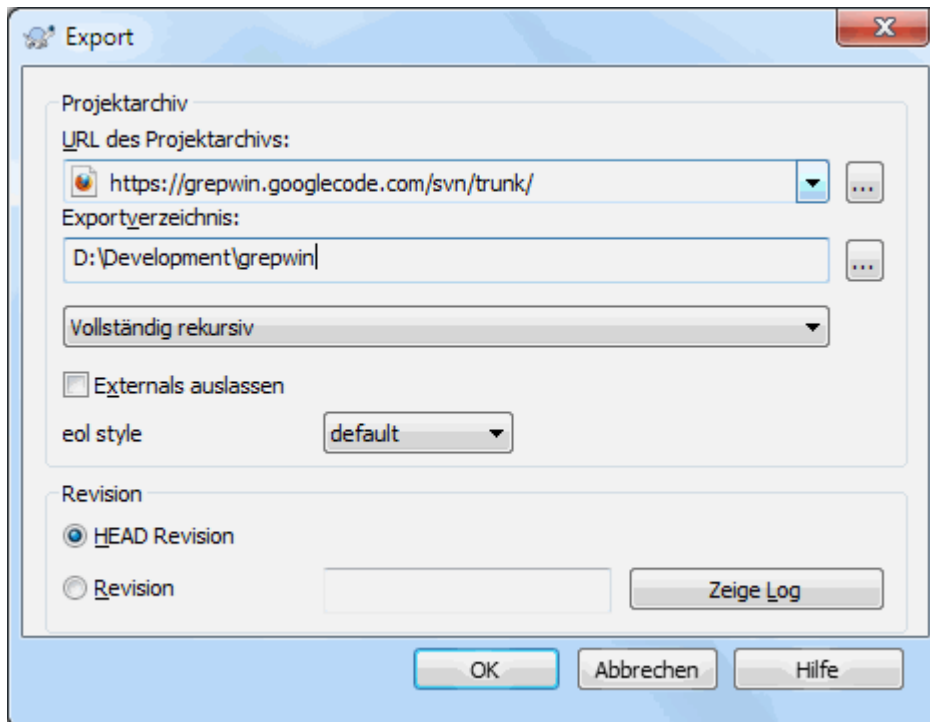 Export
Projektarchiv
URL des Projektarchivs:
https://grepwin.googlecode.com/svn/trunk/
...
Exportverzeichnis:
D:\Development\grepwin
...
Vollständig rekursiv
Externals auslassen
eol style default
Revision
HEAD Revision
Revision Zeige Log
OK Abbrechen Hilfe